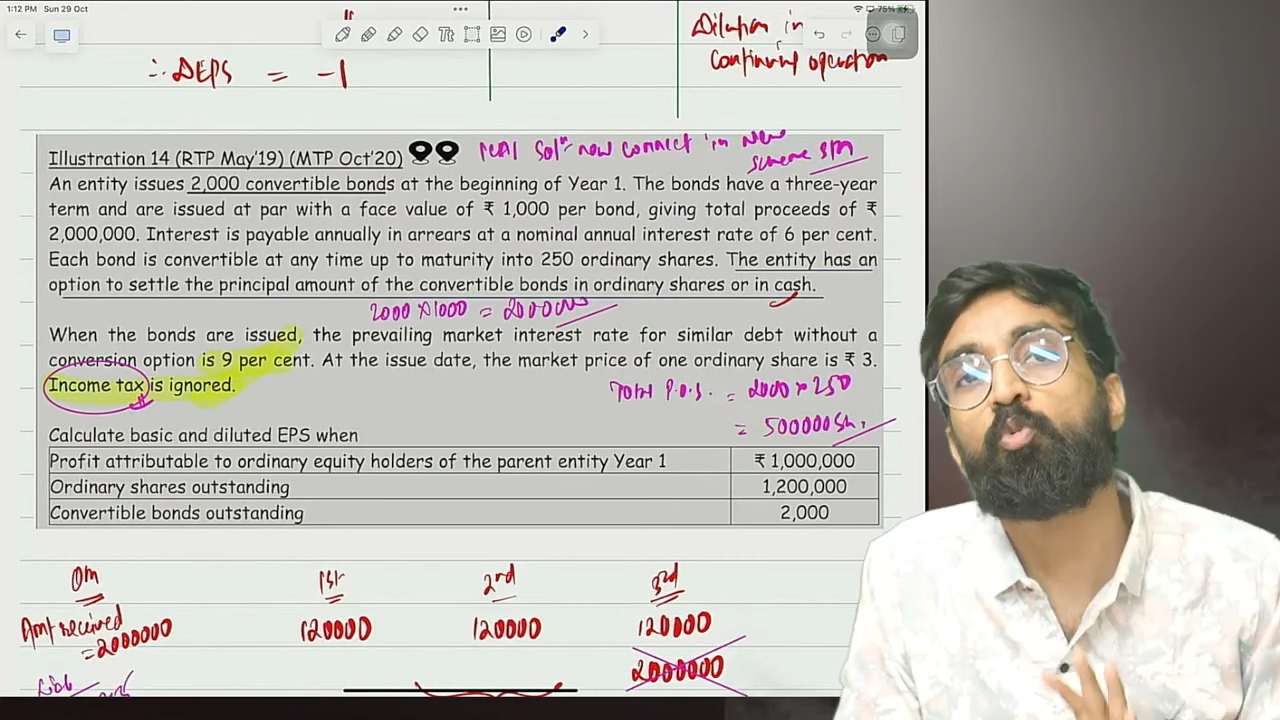 1:12 PM Sun 29 Oct
75%
∴ DEPS = -1
Dilution in
continuing operation
Illustration 14 (RTP May'19) (MTP Oct'20)
new connect in new
scheme
An entity issues 2,000 convertible bonds at the beginning of Year 1. The bonds have a three-year
term and are issued at par with a face value of ₹ 1,000 per bond, giving total proceeds of ₹
2,000,000. Interest is payable annually in arrears at a nominal annual interest rate of 6 per cent.
Each bond is convertible at any time up to maturity into 250 ordinary shares. The entity has an
option to settle the principal amount of the convertible bonds in ordinary shares or in cash.
2000 × 1000 = 2000000
When the bonds are issued, the prevailing market interest rate for similar debt without a
conversion option is 9 per cent. At the issue date, the market price of one ordinary share is ₹ 3.
Income tax is ignored.
Total P.O.S. = 2000 × 250
= 500000 Sh.
Calculate basic and diluted EPS when
Profit attributable to ordinary equity holders of the parent entity Year 1 ₹ 1,000,000
Ordinary shares outstanding 1,200,000
Convertible bonds outstanding 2,000
1st 2nd 3rd
Amt received 120000 120000 120000
= 2000000
2000000